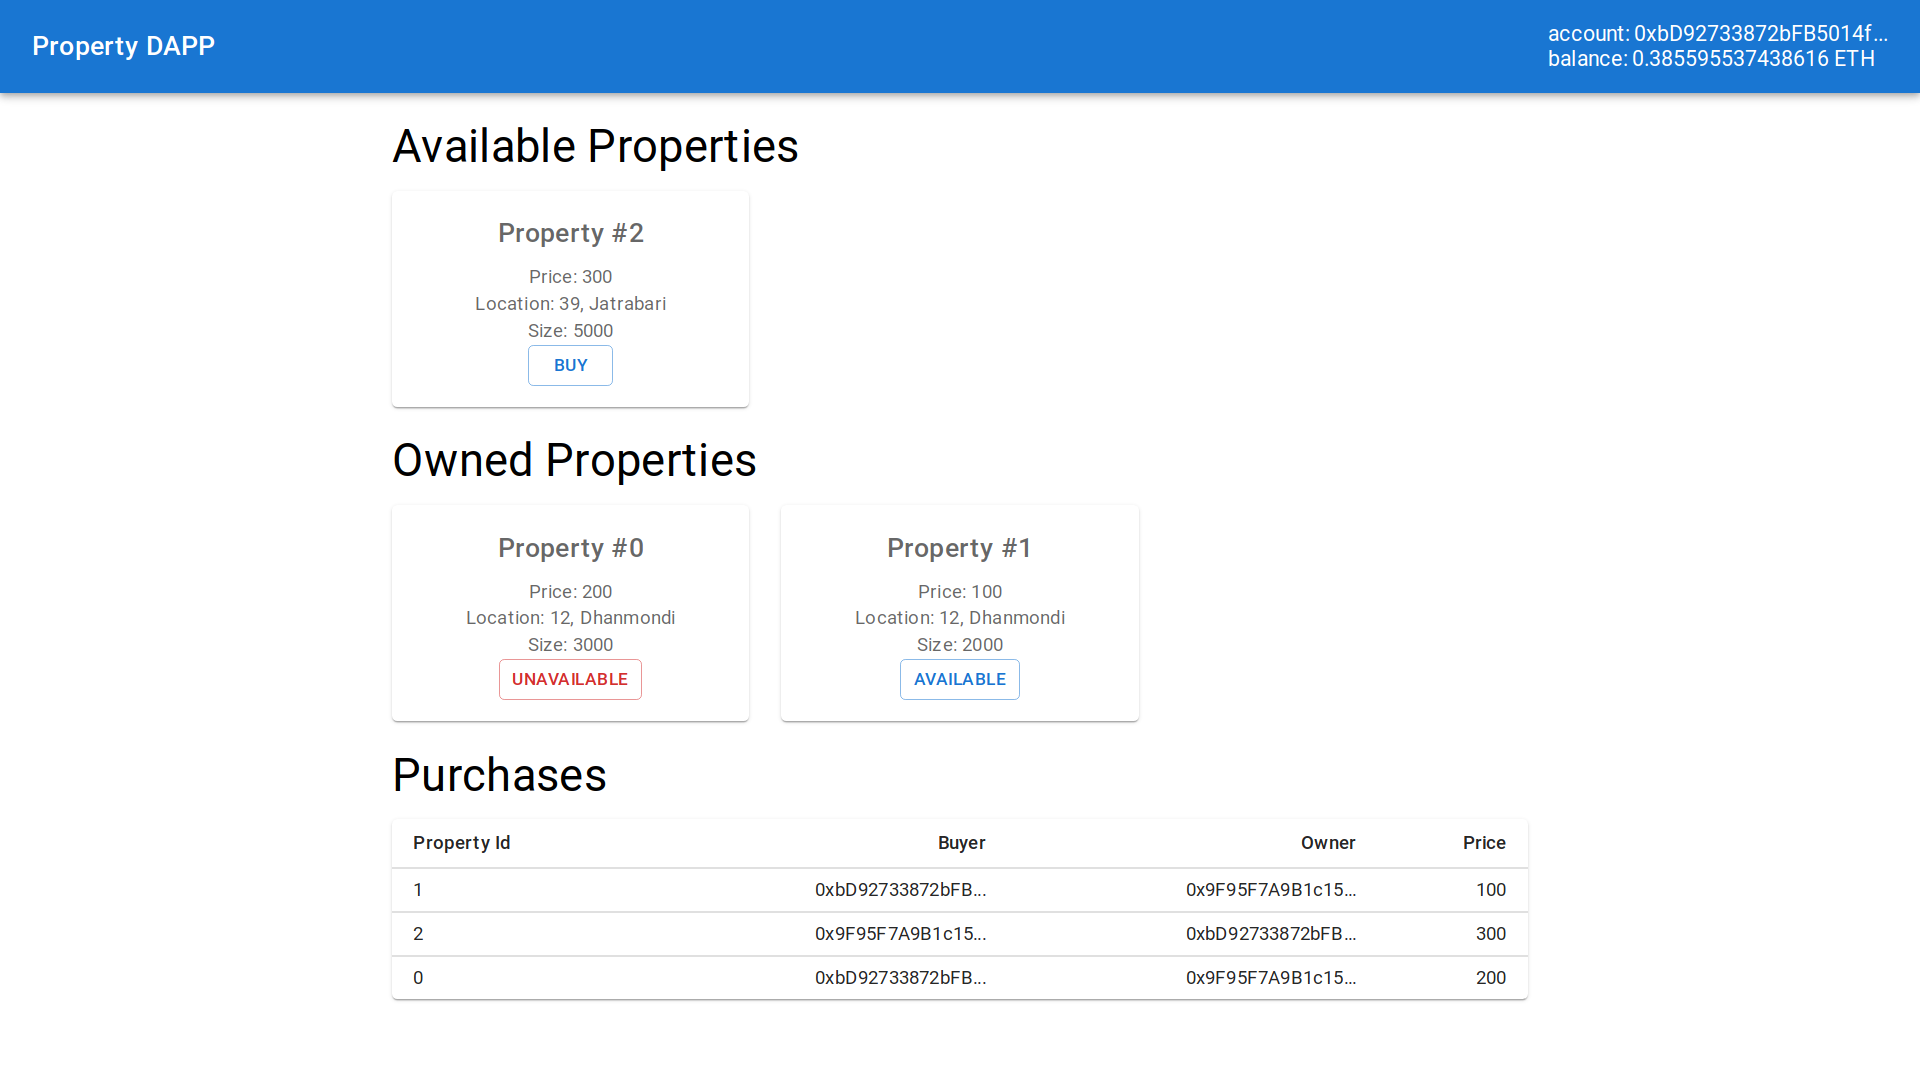 Property DAPP
account: 0xbD92733872bFB5014f...
balance: 0.385595537438616 ETH
Available Properties
Property #2
Price: 300
Location: 39, Jatrabari
Size: 5000
BUY
Owned Properties
Property #0
Price: 200
Location: 12, Dhanmondi
Size: 3000
UNAVAILABLE
Property #1
Price: 100
Location: 12, Dhanmondi
Size: 2000
AVAILABLE
Purchases
Property Id Buyer Owner Price
1 0xbD92733872bFB... 0x9F95F7A9B1c15... 100
2 0x9F95F7A9B1c15... 0xbD92733872bFB... 300
0 0xbD92733872bFB... 0x9F95F7A9B1c15... 200